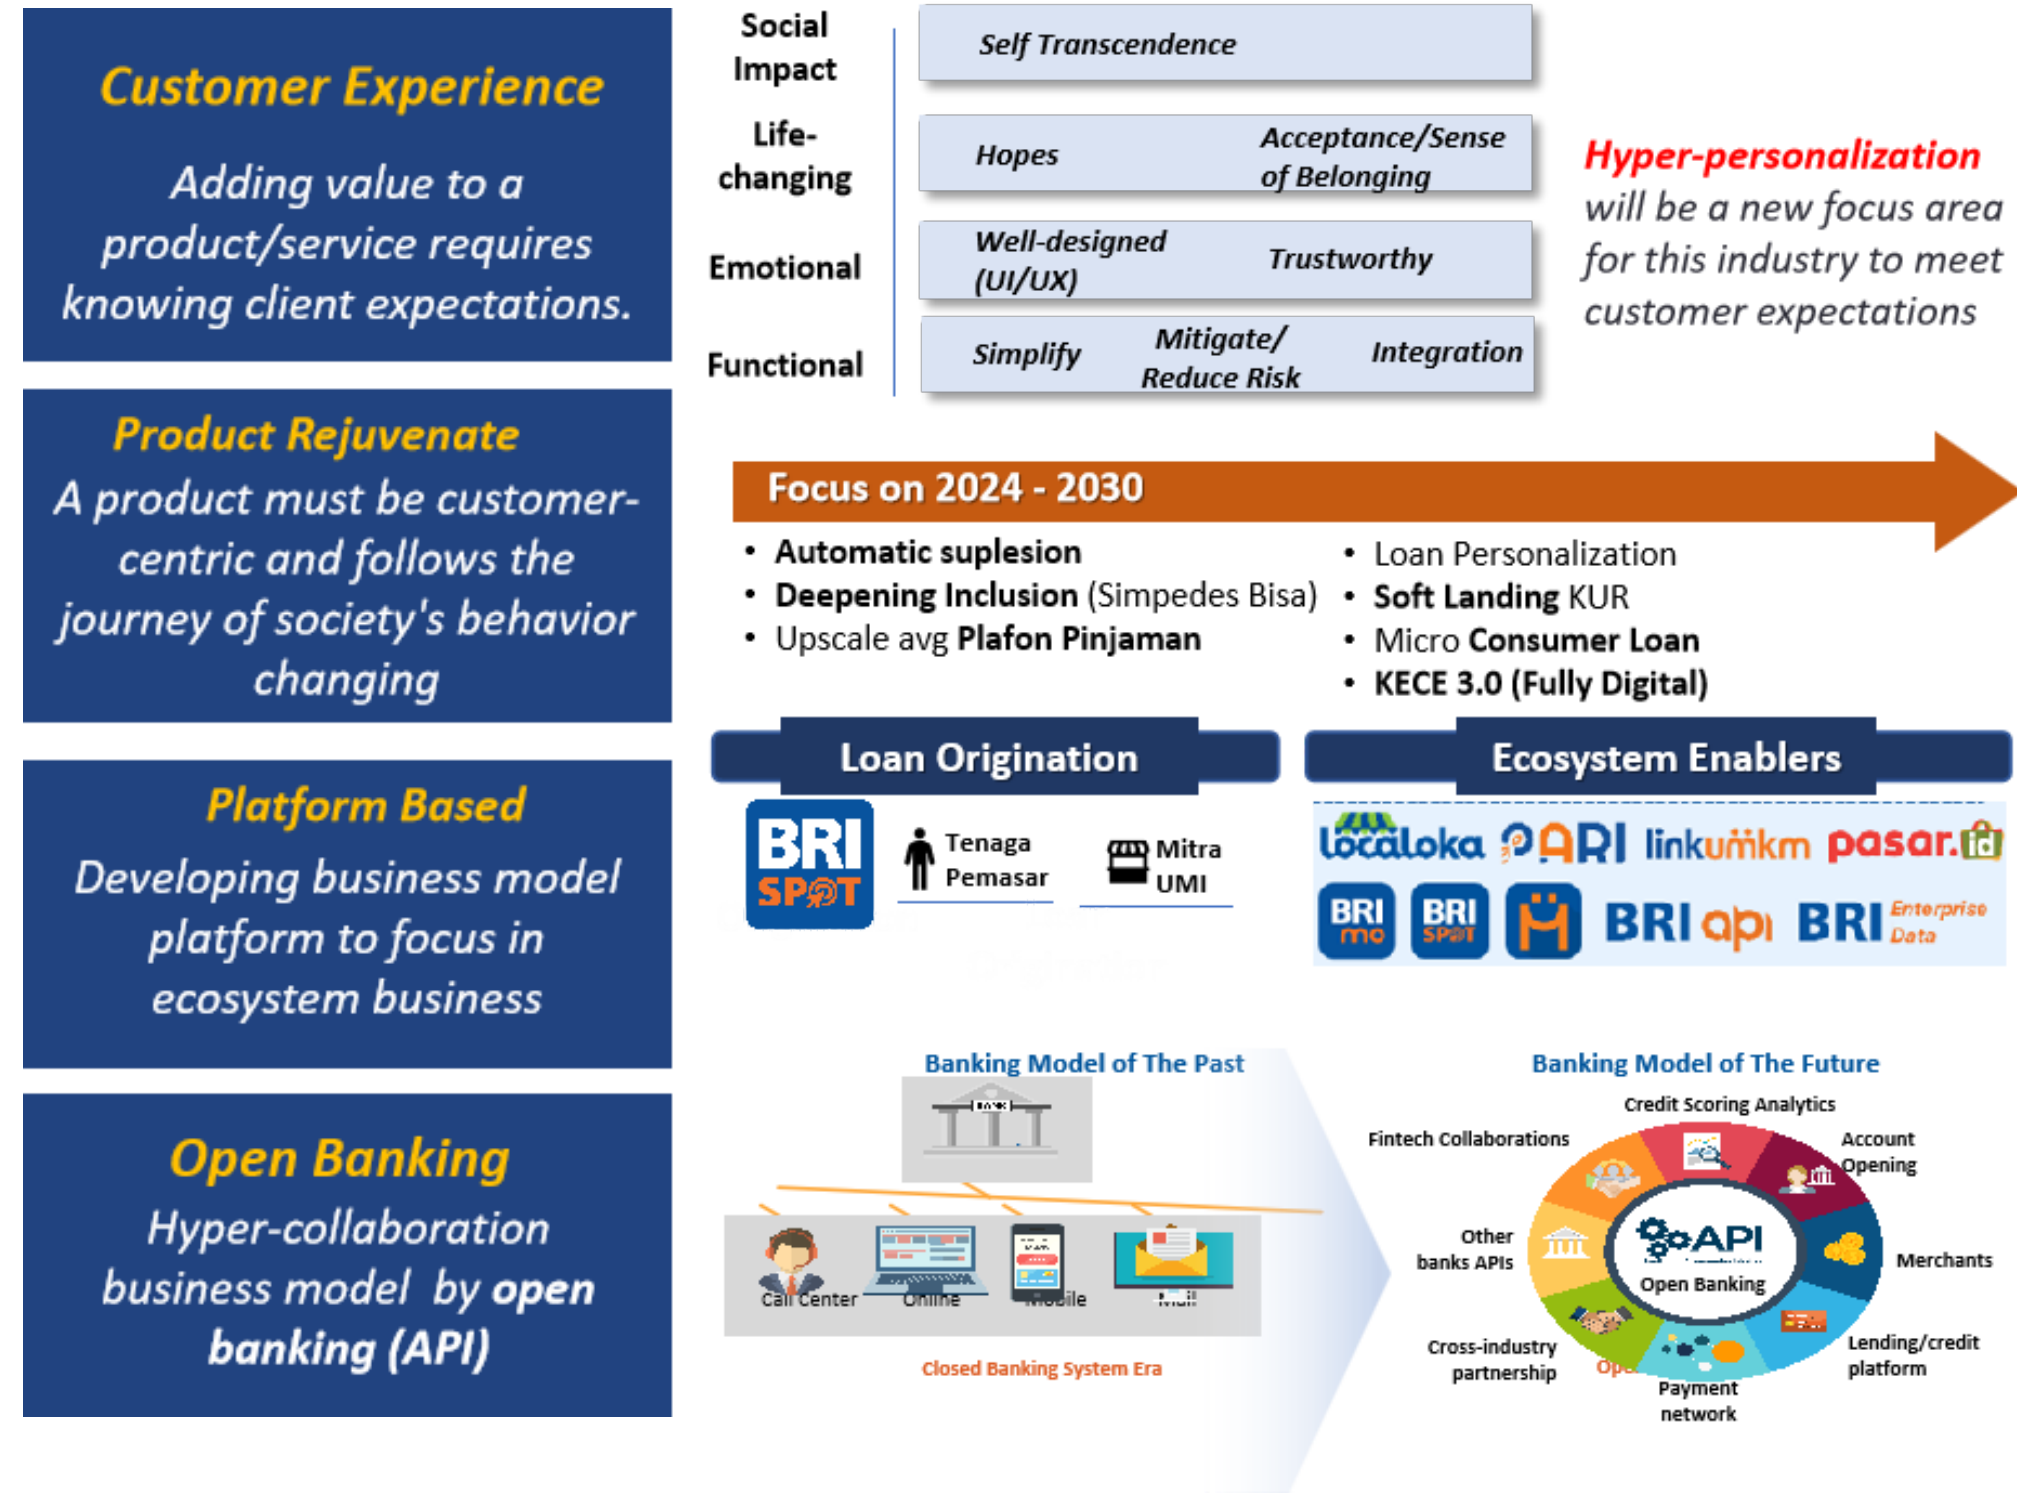 Customer Experience
Adding value to a
product/service requires
knowing client expectations.
Social
Impact
Self Transcendence
Life-
changing
Hopes
Acceptance/Sense
of Belonging
Emotional
Well-designed
(UI/UX)
Trustworthy
Functional
Simplify
Mitigate/
Reduce Risk
Integration
Hyper-personalization
will be a new focus area
for this industry to meet
customer expectations
Product Rejuvenate
A product must be customer-
centric and follows the
journey of society's behavior
changing
Focus on 2024 - 2030
• Automatic suplesion
• Deepening Inclusion (Simpedes Bisa)
• Upscale avg Plafon Pinjaman
• Loan Personalization
• Soft Landing KUR
• Micro Consumer Loan
• KECE 3.0 (Fully Digital)
Platform Based
Developing business model
platform to focus in
ecosystem business
Loan Origination
BRI
SPOT
Tenaga
Pemasar
Mitra
UMI
Ecosystem Enablers
localoka PARI linkumkm pasar.id
BRI
mo
BRI
SPOT
BRI api
BRI Enterprise
Data
Open Banking
Hyper-collaboration
business model by open
banking (API)
Banking Model of The Past
BANK
Call Center
Online
Mobile
Mail
Closed Banking System Era
Banking Model of The Future
Credit Scoring Analytics
Fintech Collaborations
Account
Opening
Other
banks APIs
API
Open Banking
Merchants
Cross-industry
partnership
Lending/credit
platform
Payment
network